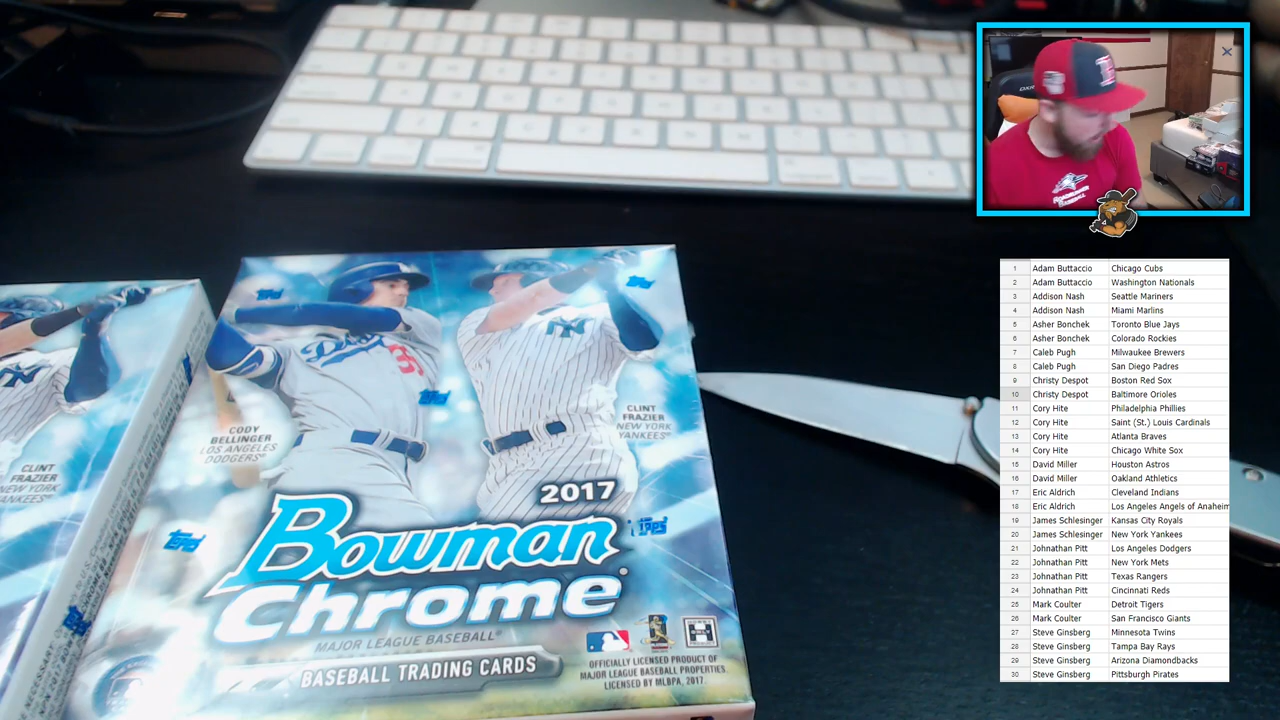 CODY
BELLINGER
LOS ANGELES
DODGERS®
CLINT
FRAZIER
NEW YORK
YANKEES®
CLINT
FRAZIER
NEW YORK
YANKEES®
Topps
Topps
Topps
Topps
Topps
Dodgers
2017
Bowman
Chrome
MAJOR LEAGUE BASEBALL®
BASEBALL TRADING CARDS
OFFICIALLY LICENSED PRODUCT OF
MAJOR LEAGUE BASEBALL PROPERTIES.
LICENSED BY MLBPA, 2017.
1 Adam Buttaccio Chicago Cubs
2 Adam Buttaccio Washington Nationals
3 Addison Nash Seattle Mariners
4 Addison Nash Miami Marlins
5 Asher Bonchek Toronto Blue Jays
6 Asher Bonchek Colorado Rockies
7 Caleb Pugh Milwaukee Brewers
8 Caleb Pugh San Diego Padres
9 Christy Despot Boston Red Sox
10 Christy Despot Baltimore Orioles
11 Cory Hite Philadelphia Phillies
12 Cory Hite Saint (St.) Louis Cardinals
13 Cory Hite Atlanta Braves
14 Cory Hite Chicago White Sox
15 David Miller Houston Astros
16 David Miller Oakland Athletics
17 Eric Aldrich Cleveland Indians
18 Eric Aldrich Los Angeles Angels of Anaheim
19 James Schlesinger Kansas City Royals
20 James Schlesinger New York Yankees
21 Johnathan Pitt Los Angeles Dodgers
22 Johnathan Pitt New York Mets
23 Johnathan Pitt Texas Rangers
24 Johnathan Pitt Cincinnati Reds
25 Mark Coulter Detroit Tigers
26 Mark Coulter San Francisco Giants
27 Steve Ginsberg Minnesota Twins
28 Steve Ginsberg Tampa Bay Rays
29 Steve Ginsberg Arizona Diamondbacks
30 Steve Ginsberg Pittsburgh Pirates